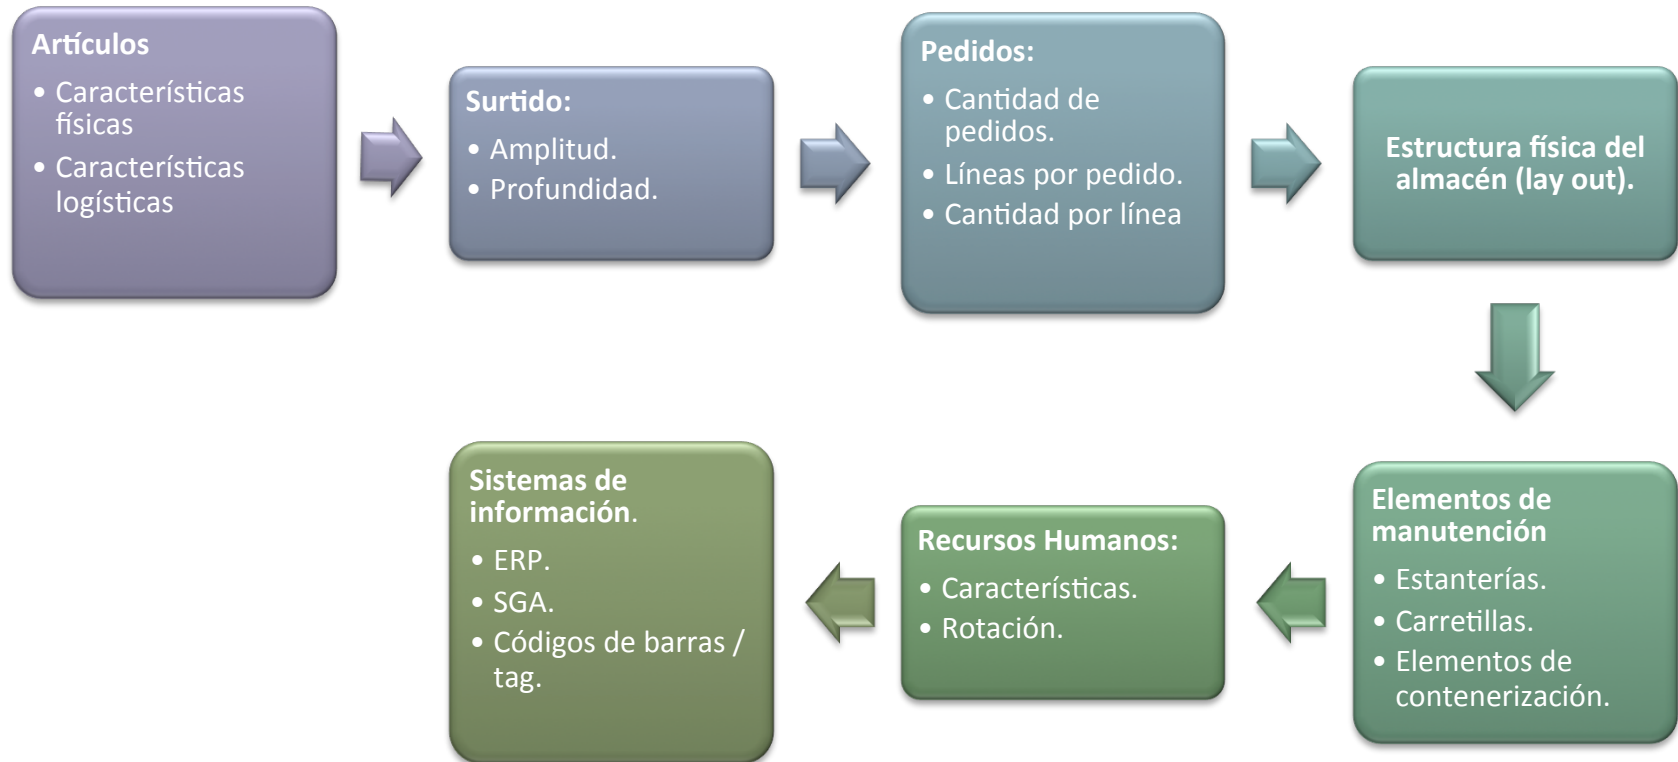 Artículos
• Características
físicas
• Características
logísticas
Surtido:
• Amplitud.
• Profundidad.
Pedidos:
• Cantidad de
pedidos.
• Líneas por pedido.
• Cantidad por línea
Estructura física del
almacén (lay out).
Elementos de
manutención
• Estanterías.
• Carretillas.
• Elementos de
contenerización.
Recursos Humanos:
• Características.
• Rotación.
Sistemas de
información.
• ERP.
• SGA.
• Códigos de barras /
tag.